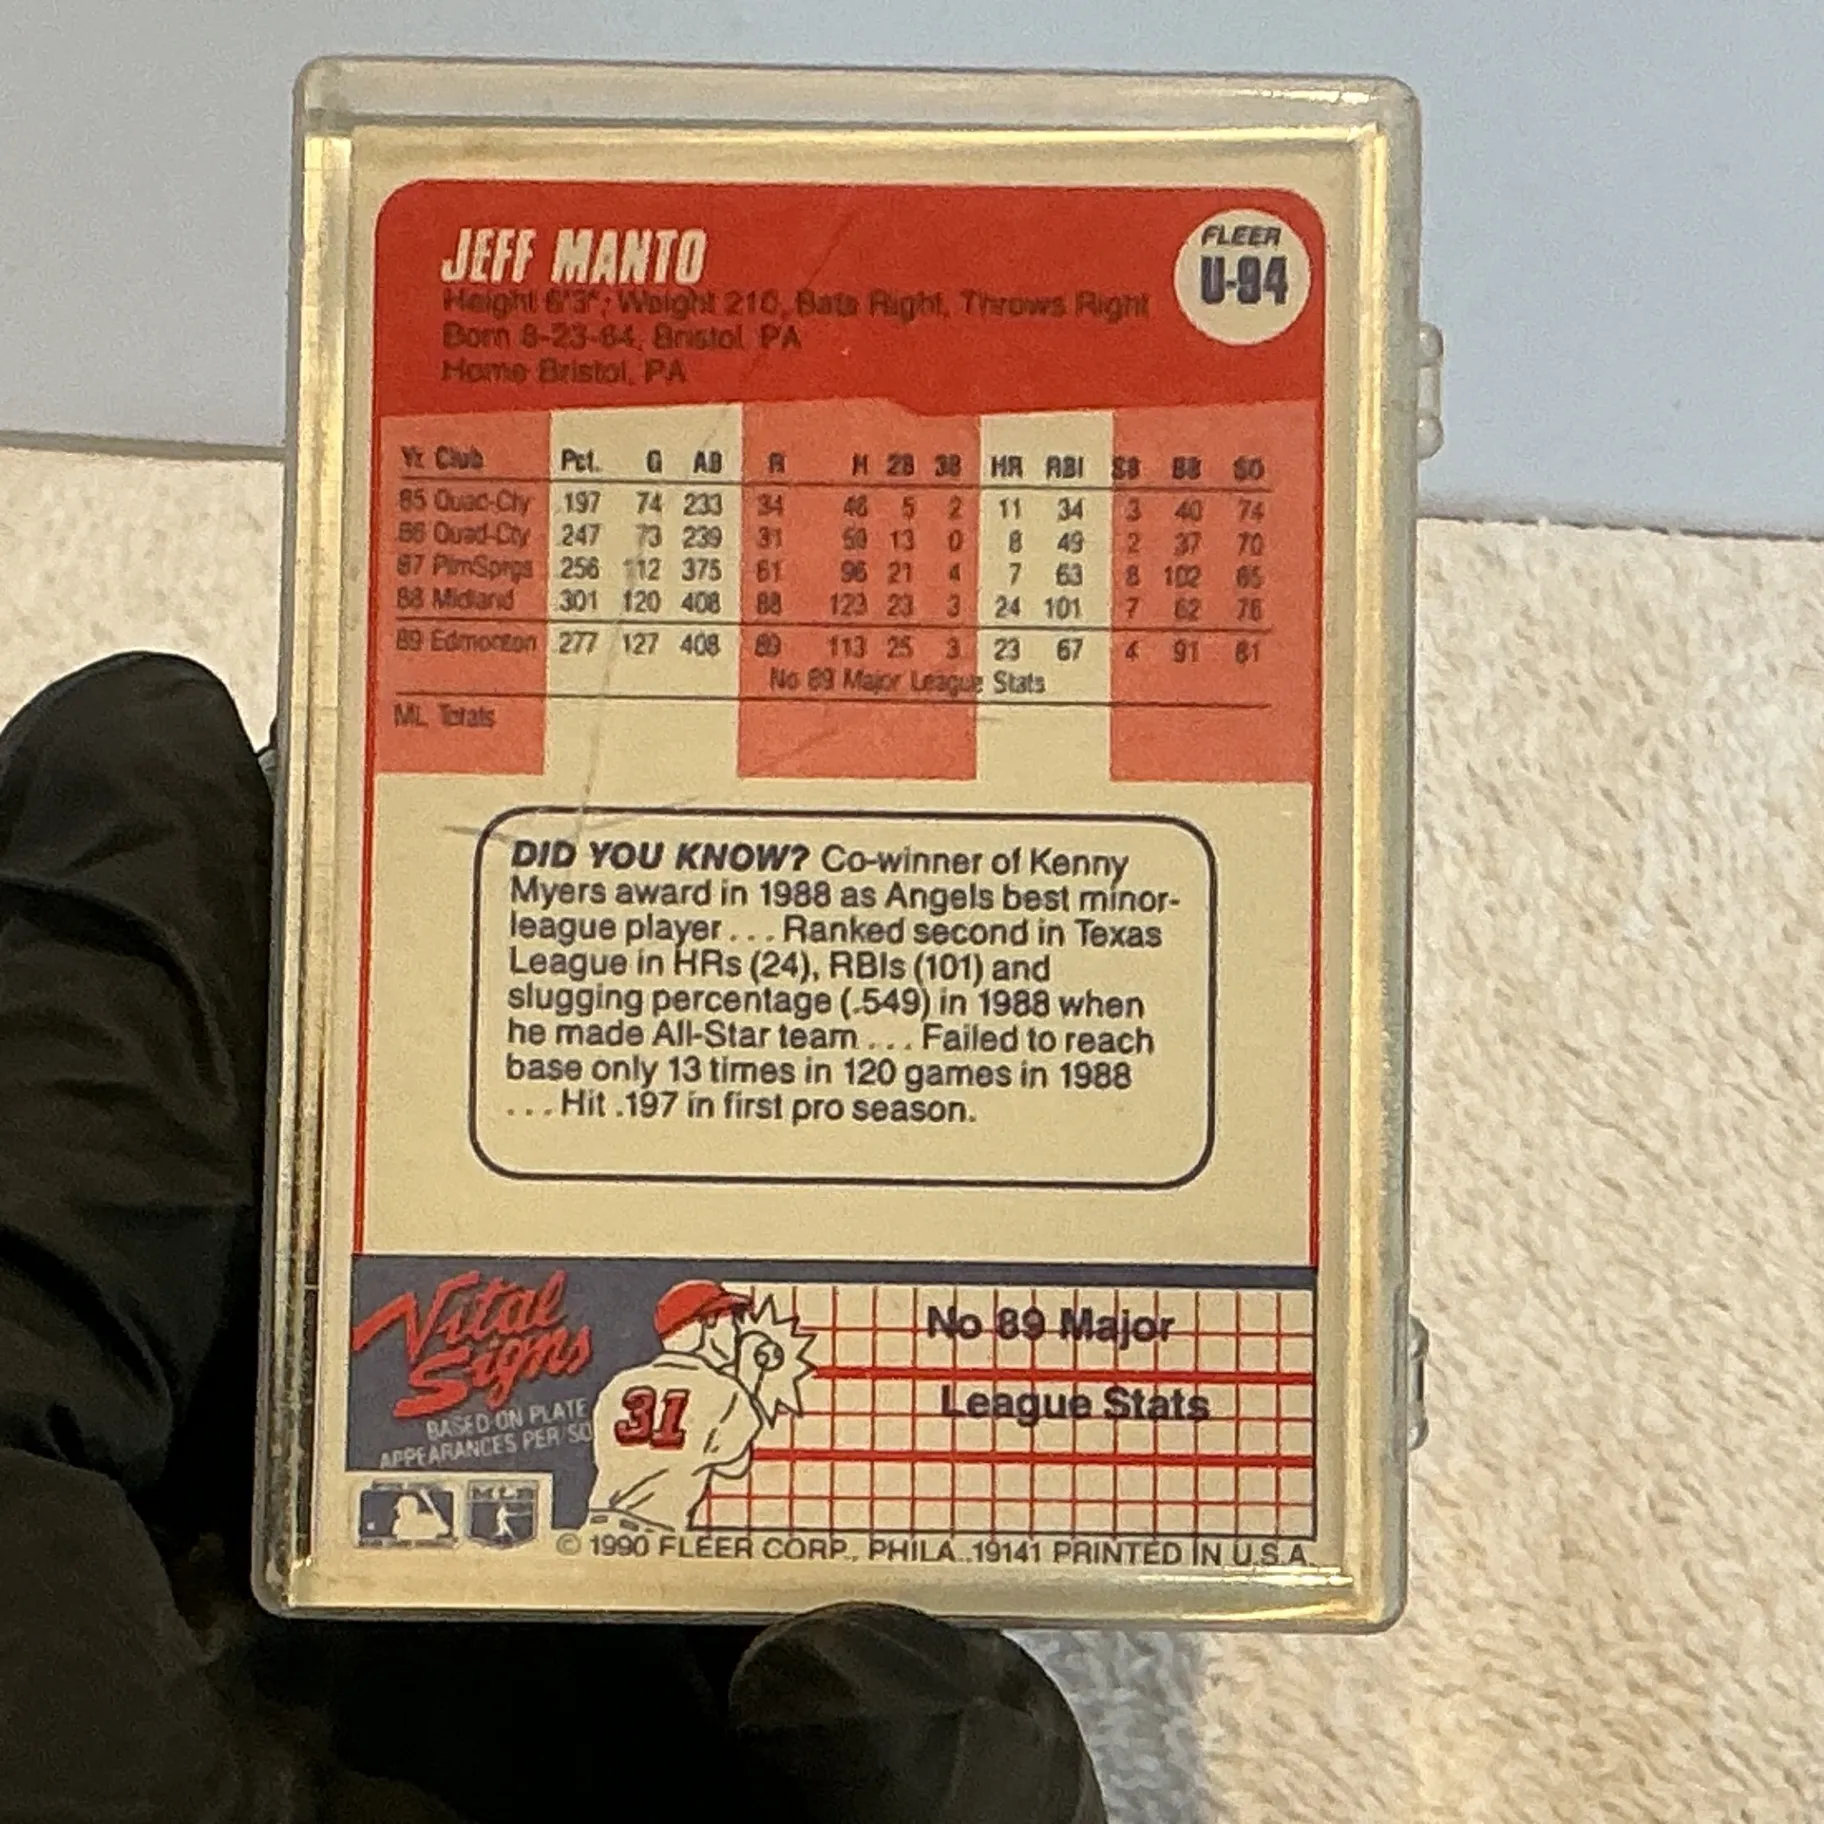 JEFF MANTO
FLEER
U-94
Height 6'3"; Weight 210, Bats Right, Throws Right
Born 8-23-64, Bristol, PA
Home Bristol, PA
Yr. Club Pct. G AB R H 2B 3B HR RBI SB BB SO
85 Quad-Cty .197 74 233 34 46 5 2 11 34 3 40 74
86 Quad-Cty .247 73 239 31 59 13 0 8 49 2 37 70
87 PlmSprgs .256 112 375 61 96 21 4 7 63 8 102 85
88 Midland .301 120 408 88 123 23 3 24 101 7 62 76
89 Edmonton .277 127 408 89 113 25 3 23 67 4 91 81
No 89 Major League Stats
ML Totals
DID YOU KNOW? Co-winner of Kenny
Myers award in 1988 as Angels best minor-
league player . . . Ranked second in Texas
League in HRs (24), RBIs (101) and
slugging percentage (.549) in 1988 when
he made All-Star team . . . Failed to reach
base only 13 times in 120 games in 1988
. . . Hit .197 in first pro season.
Vital
Signs
BASED ON PLATE
APPEARANCES PER/SO
31
No 89 Major
League Stats
MLB
© 1990 FLEER CORP., PHILA., 19141 PRINTED IN U.S.A.